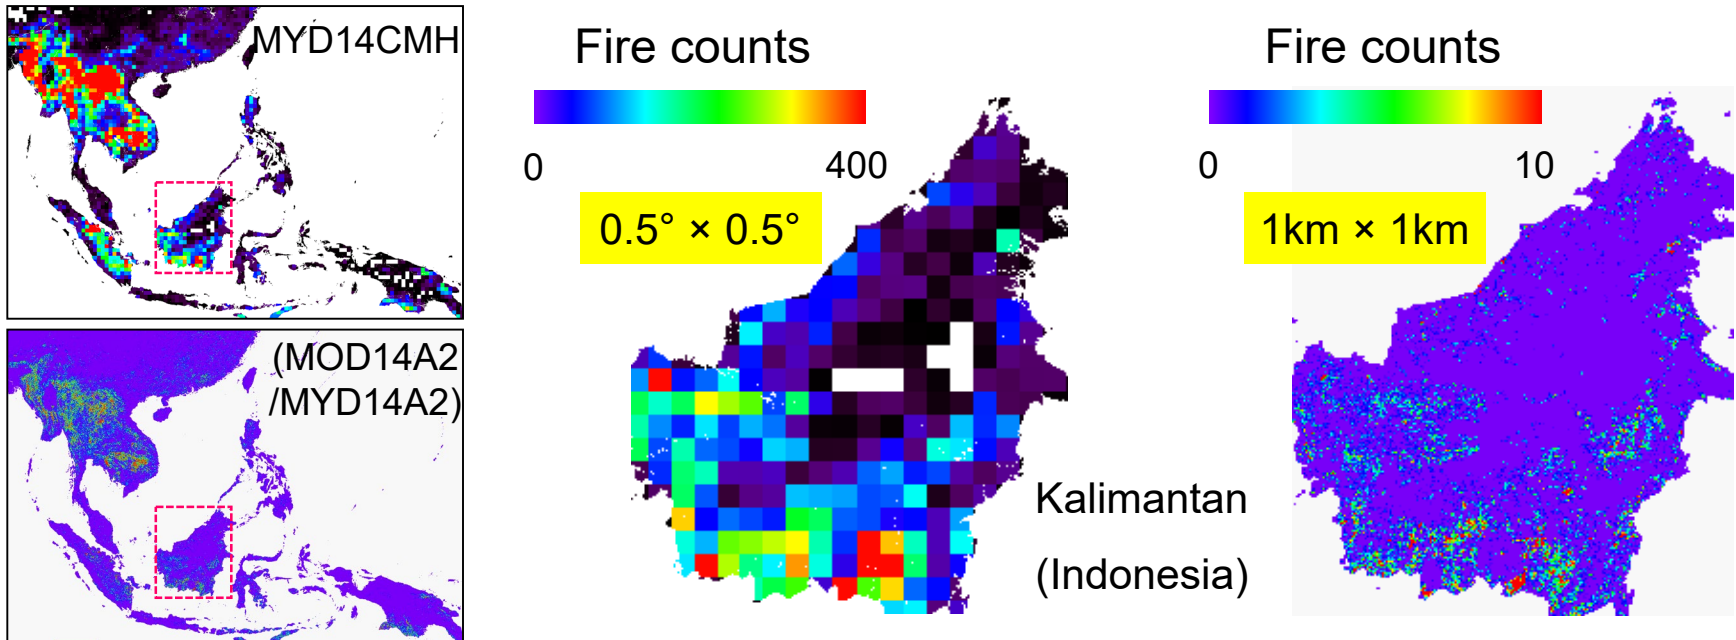 MYD14CMH
(MOD14A2
/MYD14A2)
Fire counts
0 400
0.5° × 0.5°
Kalimantan
(Indonesia)
Fire counts
0 10
1km × 1km